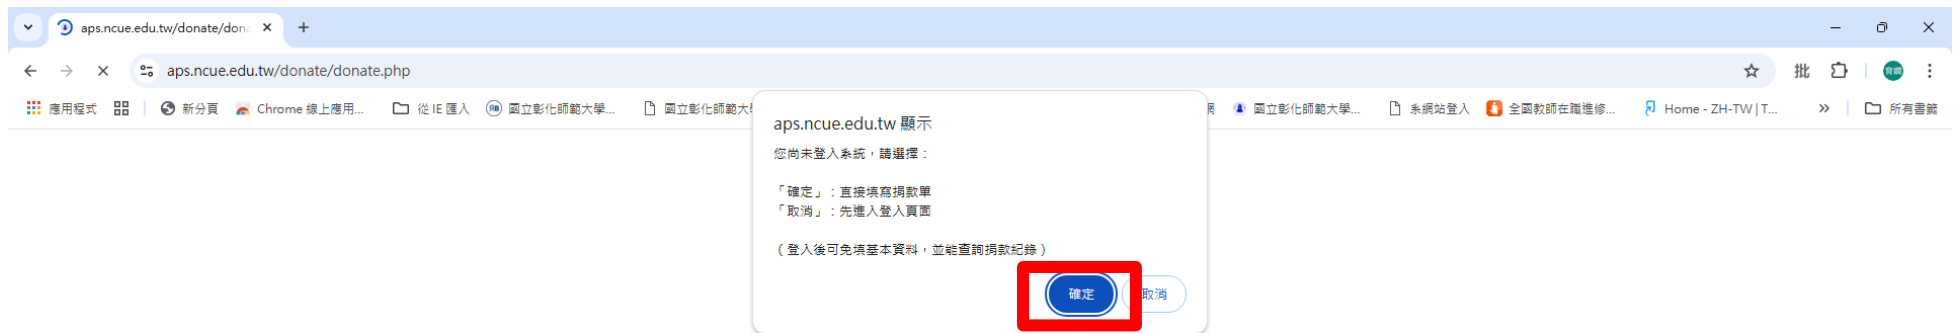 aps.ncue.edu.tw/donate/don
aps.ncue.edu.tw/donate/donate.php
批
育嫺
應用程式
新分頁
Chrome 線上應用...
從 IE 匯入
國立彰化師範大學...
國立彰化師範大
國立彰化師範大學...
系網站登入
全國教師在職進修...
Home - ZH-TW | T...
所有書籤
aps.ncue.edu.tw 顯示
您尚未登入系統，請選擇：
「確定」：直接填寫捐款單
「取消」：先進入登入頁面
（登入後可免填基本資料，並能查詢捐款紀錄）
確定
取消